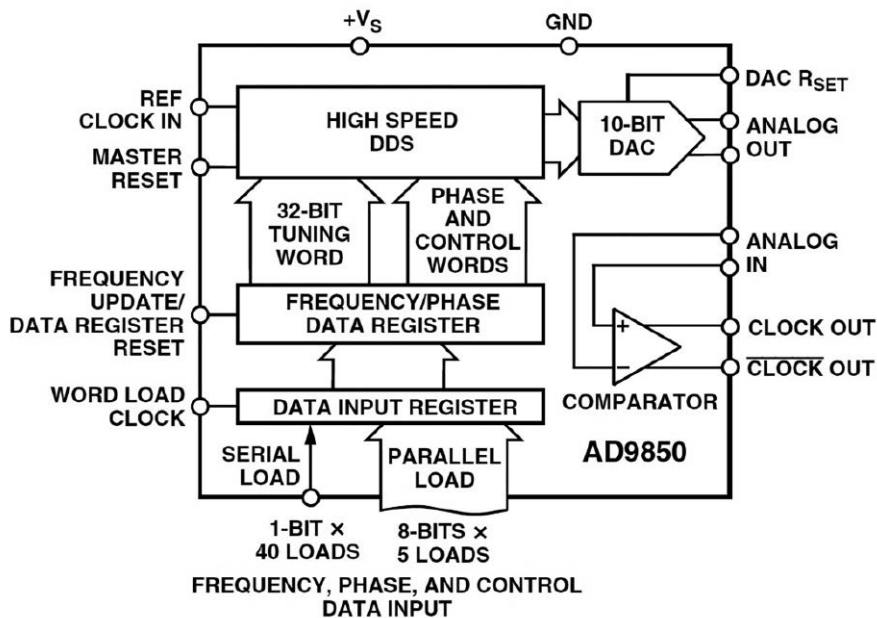 +VS
GND
REF
CLOCK IN
MASTER
RESET
FREQUENCY
UPDATE/
DATA REGISTER
RESET
WORD LOAD
CLOCK
HIGH SPEED
DDS
32-BIT
TUNING
WORD
PHASE
AND
CONTROL
WORDS
FREQUENCY/PHASE
DATA REGISTER
DATA INPUT REGISTER
SERIAL
LOAD
PARALLEL
LOAD
10-BIT
DAC
DAC RSET
ANALOG
OUT
ANALOG
IN
+
−
CLOCK OUT
CLOCK OUT
COMPARATOR
AD9850
1-BIT ×
40 LOADS
8-BITS ×
5 LOADS
FREQUENCY, PHASE, AND CONTROL
DATA INPUT